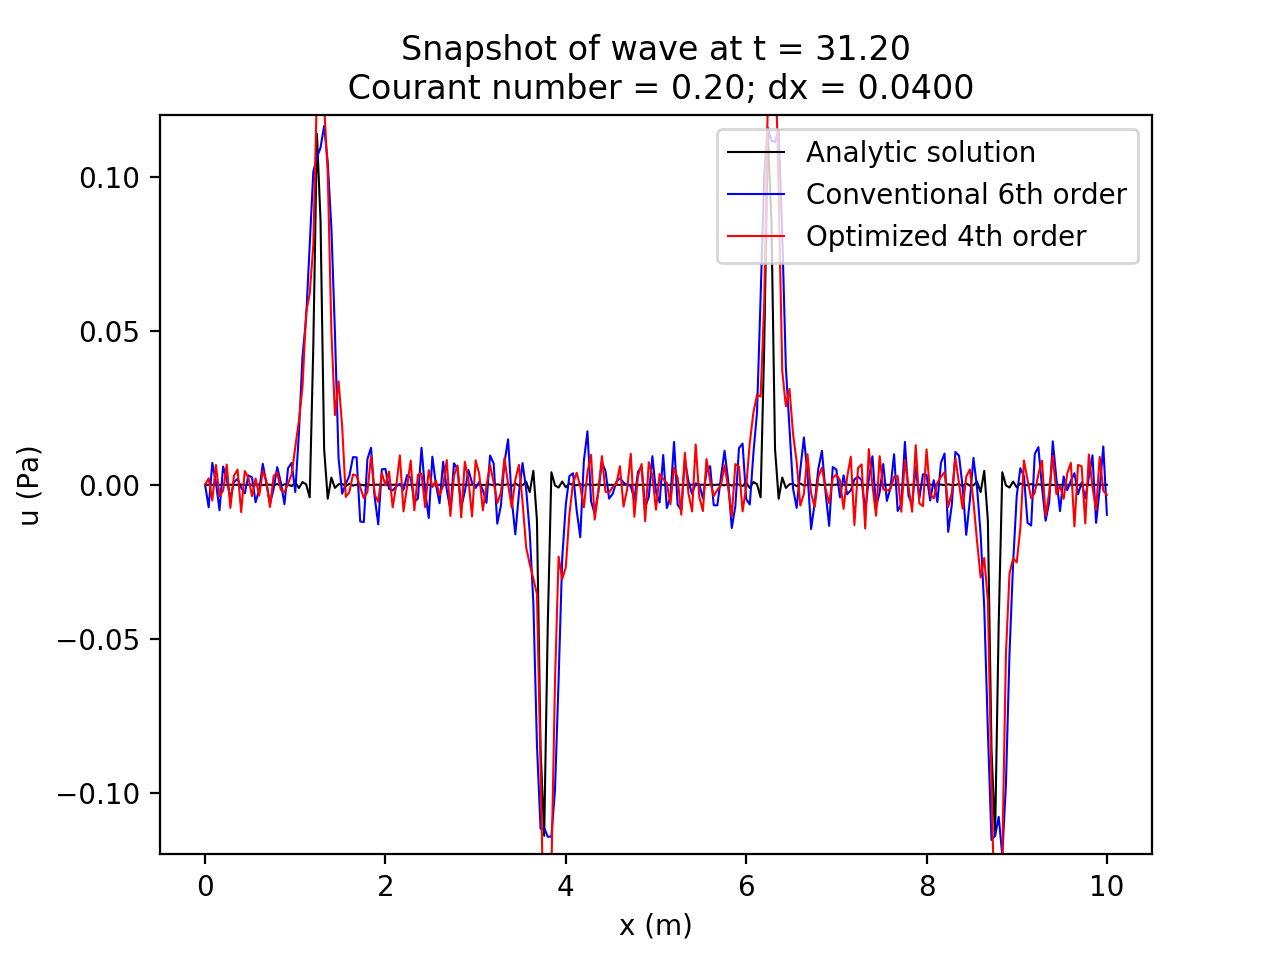 Snapshot of wave at t = 31.20
Courant number = 0.20; dx = 0.0400
Analytic solution
Conventional 6th order
Optimized 4th order
0.10
0.05
0.00
−0.05
−0.10
u (Pa)
0 2 4 6 8 10
x (m)